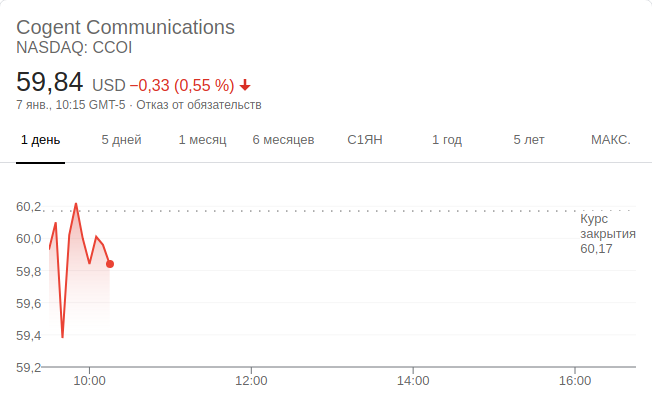 Cogent Communications
NASDAQ: CCOI
59,84 USD −0,33 (0,55 %)
7 янв., 10:15 GMT-5 · Отказ от обязательств
1 день 5 дней 1 месяц 6 месяцев С1ЯН 1 год 5 лет МАКС.
60,2
Курс
закрытия
60,17
60,0
59,8
59,6
59,4
59,2
10:00 12:00 14:00 16:00